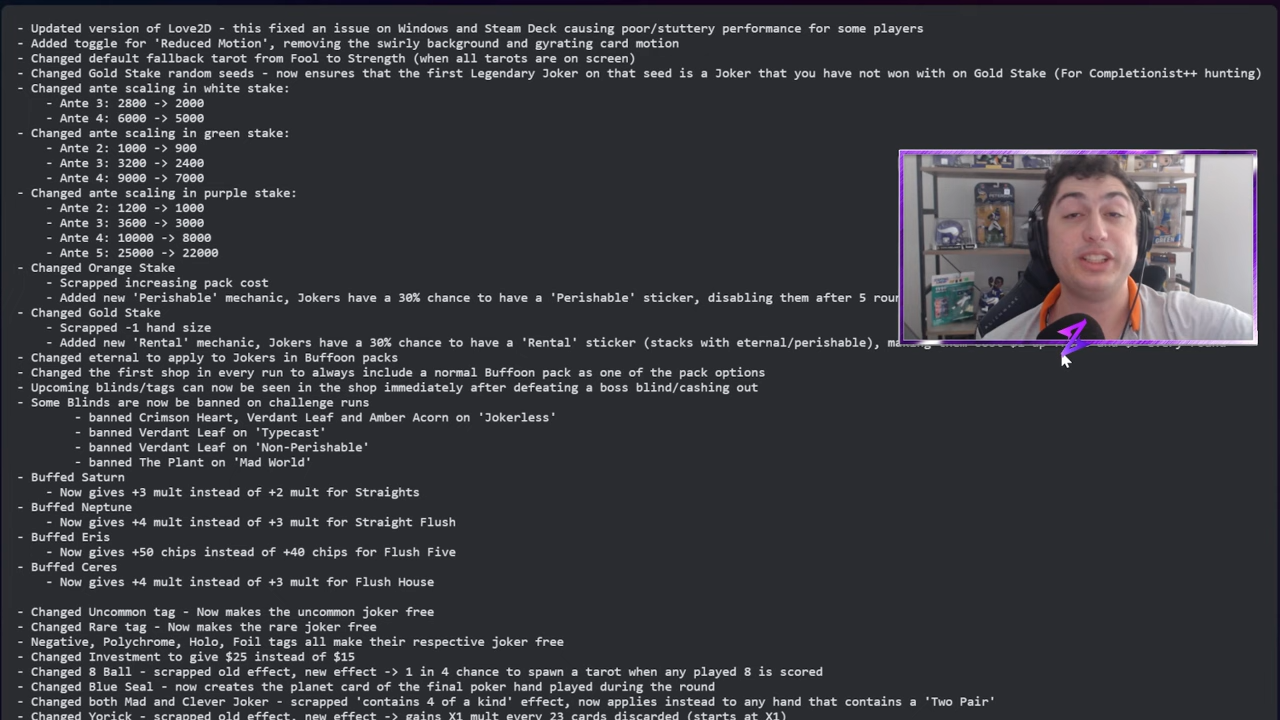 - Updated version of Love2D - this fixed an issue on Windows and Steam Deck causing poor/stuttery performance for some players
- Added toggle for 'Reduced Motion', removing the swirly background and gyrating card motion
- Changed default fallback tarot from Fool to Strength (when all tarots are on screen)
- Changed Gold Stake random seeds - now ensures that the first Legendary Joker on that seed is a Joker that you have not won with on Gold Stake (For Completionist++ hunting)
- Changed ante scaling in white stake:
- Ante 3: 2800 -> 2000
- Ante 4: 6000 -> 5000
- Changed ante scaling in green stake:
- Ante 2: 1000 -> 900
- Ante 3: 3200 -> 2400
- Ante 4: 9000 -> 7000
- Changed ante scaling in purple stake:
- Ante 2: 1200 -> 1000
- Ante 3: 3600 -> 3000
- Ante 4: 10000 -> 8000
- Ante 5: 25000 -> 22000
- Changed Orange Stake
- Scrapped increasing pack cost
- Added new 'Perishable' mechanic, Jokers have a 30% chance to have a 'Perishable' sticker, disabling them after 5
- Changed Gold Stake
- Scrapped -1 hand size
- Added new 'Rental' mechanic, Jokers have a 30% chance to have a 'Rental' sticker (stacks with eternal/perishable),
- Changed eternal to apply to Jokers in Buffoon packs
- Changed the first shop in every run to always include a normal Buffoon pack as one of the pack options
- Upcoming blinds/tags can now be seen in the shop immediately after defeating a boss blind/cashing out
- Some Blinds are now be banned on challenge runs
- banned Crimson Heart, Verdant Leaf and Amber Acorn on 'Jokerless'
- banned Verdant Leaf on 'Typecast'
- banned Verdant Leaf on 'Non-Perishable'
- banned The Plant on 'Mad World'
- Buffed Saturn
- Now gives +3 mult instead of +2 mult for Straights
- Buffed Neptune
- Now gives +4 mult instead of +3 mult for Straight Flush
- Buffed Eris
- Now gives +50 chips instead of +40 chips for Flush Five
- Buffed Ceres
- Now gives +4 mult instead of +3 mult for Flush House
- Changed Uncommon tag - Now makes the uncommon joker free
- Changed Rare tag - Now makes the rare joker free
- Negative, Polychrome, Holo, Foil tags all make their respective joker free
- Changed Investment to give $25 instead of $15
- Changed 8 Ball - scrapped old effect, new effect -> 1 in 4 chance to spawn a tarot when any played 8 is scored
- Changed Blue Seal - now creates the planet card of the final poker hand played during the round
- Changed both Mad and Clever Joker - scrapped 'contains 4 of a kind' effect, now applies instead to any hand that contains a 'Two Pair'
- Changed Yorick - scrapped old effect, new effect -> gains X1 mult every 23 cards discarded (starts at X1)